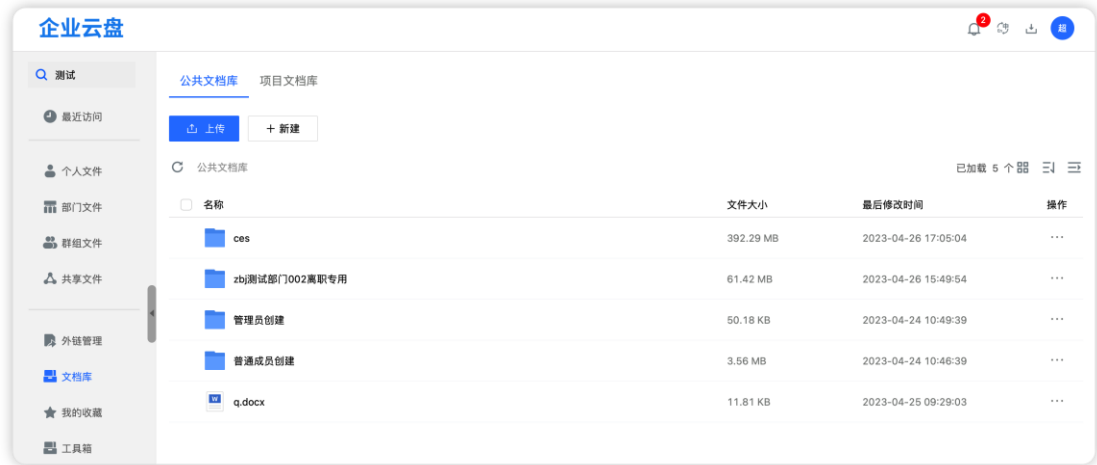 企业云盘
2
超
测试
最近访问
个人文件
部门文件
群组文件
共享文件
外链管理
文档库
我的收藏
工具箱
公共文档库 项目文档库
上传 + 新建
公共文档库 已加载 5 个
名称 文件大小 最后修改时间 操作
ces 392.29 MB 2023-04-26 17:05:04 ···
zbj测试部门002离职专用 61.42 MB 2023-04-26 15:49:54 ···
管理员创建 50.18 KB 2023-04-24 10:49:39 ···
普通成员创建 3.56 MB 2023-04-24 10:46:39 ···
W q.docx 11.81 KB 2023-04-25 09:29:03 ···